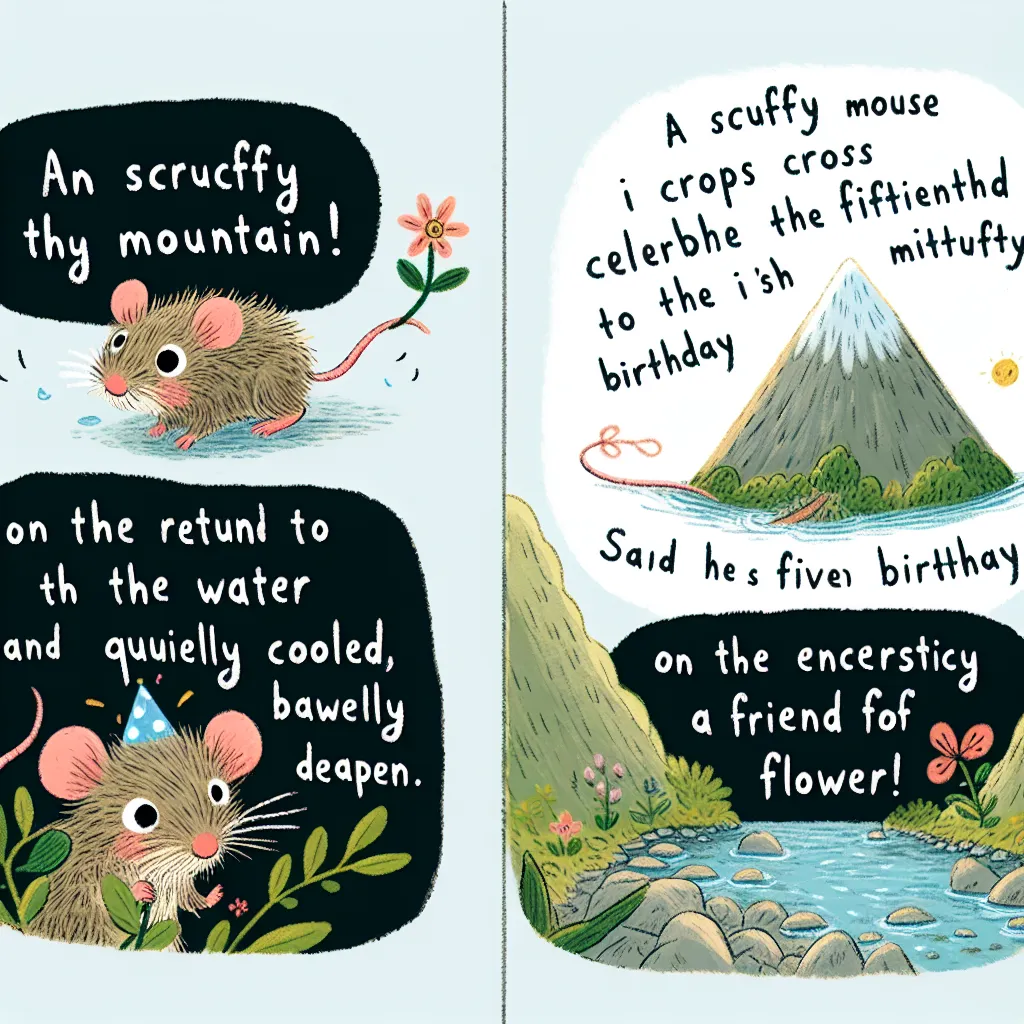 An scrucffy
thy mountain!
on the retund to
th the water
and quuielly cooled,
bawelly
deapen.
A scuffy mouse
i crops cross
celerbhe the fiftienthd
mittufty
to the i'sh
birthday
Said he s fiver birthhay
on the encersticy
a friend fof
flower!